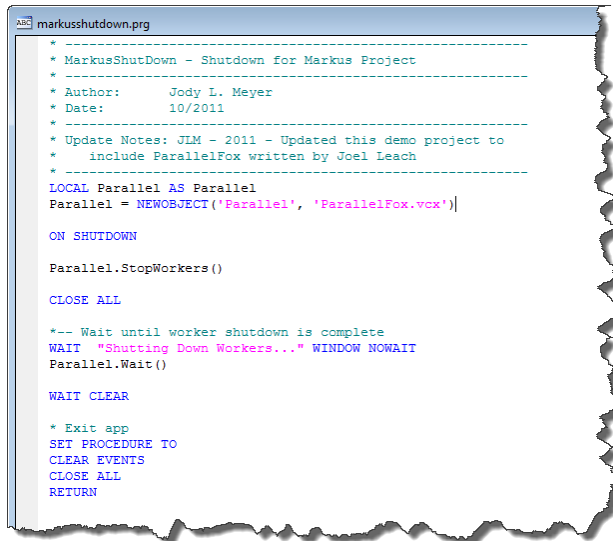 ABC markusshutdown.prg
* ----------------------------------------------------------
* MarkusShutDown - Shutdown for Markus Project
* ----------------------------------------------------------
* Author:      Jody L. Meyer
* Date:        10/2011
* ----------------------------------------------------------
* Update Notes: JLM - 2011 - Updated this demo project to
*    include ParallelFox written by Joel Leach
* ----------------------------------------------------------
LOCAL Parallel AS Parallel
Parallel = NEWOBJECT('Parallel', 'ParallelFox.vcx')
ON SHUTDOWN
Parallel.StopWorkers()
CLOSE ALL
*-- Wait until worker shutdown is complete
WAIT  "Shutting Down Workers..." WINDOW NOWAIT
Parallel.Wait()
WAIT CLEAR
* Exit app
SET PROCEDURE TO
CLEAR EVENTS
CLOSE ALL
RETURN